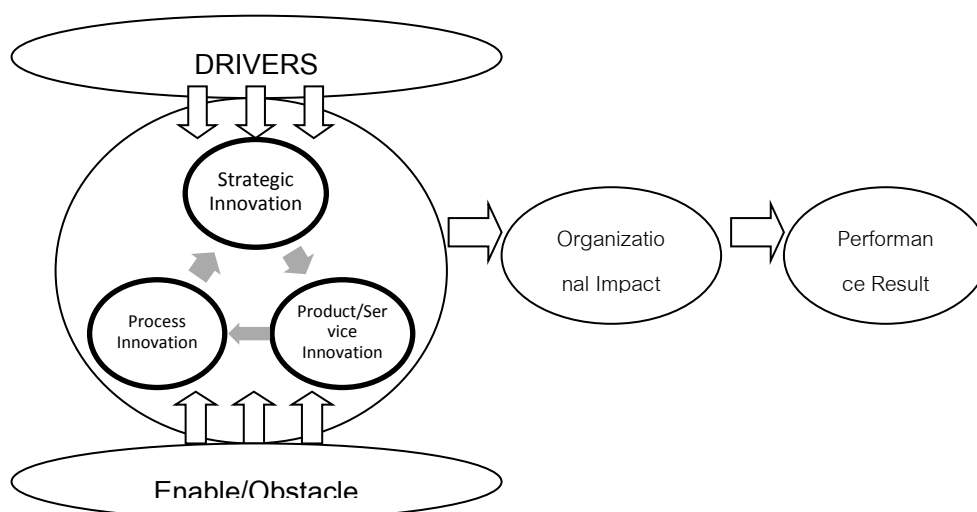 DRIVERS
Strategic
Innovation
Process
Innovation
Product/Ser
vice
Innovation
Organizatio
nal Impact
Performan
ce Result
Enable/Obstacle